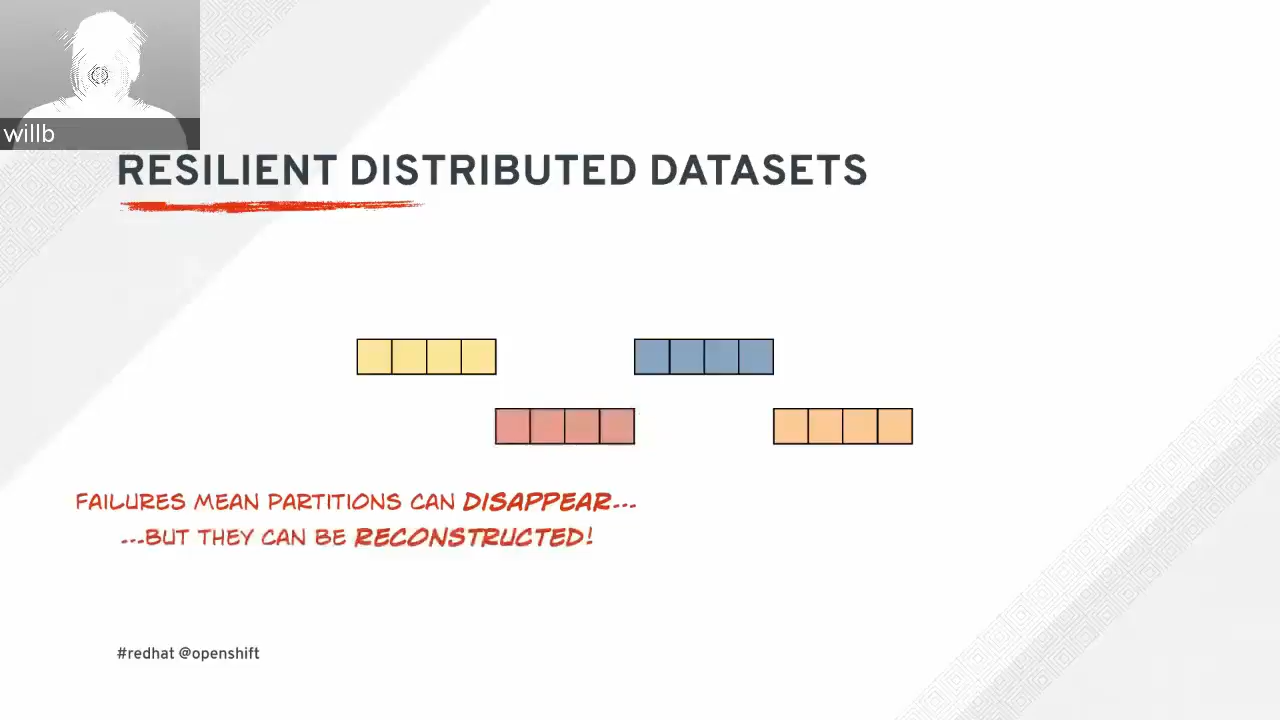 willb
RESILIENT DISTRIBUTED DATASETS
FAILURES MEAN PARTITIONS CAN DISAPPEAR...
...BUT THEY CAN BE RECONSTRUCTED!
#redhat @openshift